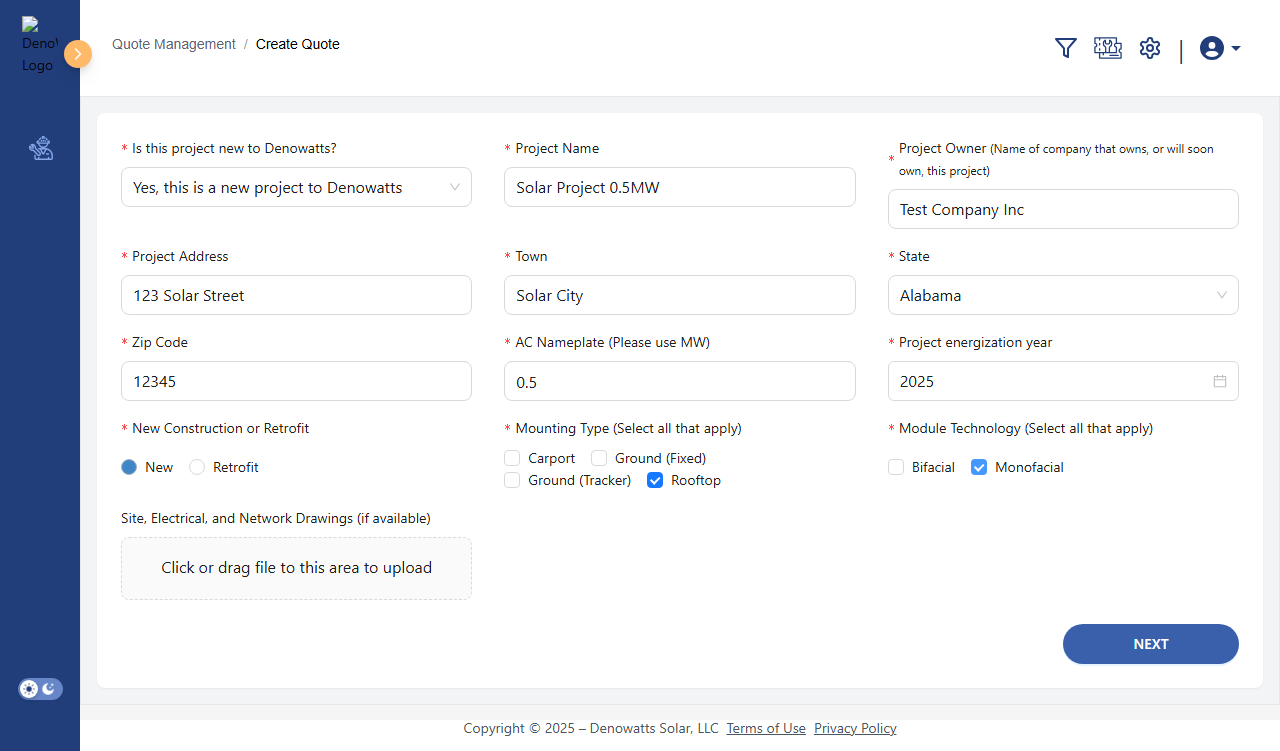 Deno
Logo
Quote Management / Create Quote
* Is this project new to Denowatts?
Yes, this is a new project to Denowatts
* Project Name
Solar Project 0.5MW
* Project Owner (Name of company that owns, or will soon
own, this project)
Test Company Inc
* Project Address
123 Solar Street
* Town
Solar City
* State
Alabama
* Zip Code
12345
* AC Nameplate (Please use MW)
0.5
* Project energization year
2025
* New Construction or Retrofit
New Retrofit
* Mounting Type (Select all that apply)
Carport Ground (Fixed)
Ground (Tracker) Rooftop
* Module Technology (Select all that apply)
Bifacial Monofacial
Site, Electrical, and Network Drawings (if available)
Click or drag file to this area to upload
NEXT
Copyright © 2025 – Denowatts Solar, LLC Terms of Use Privacy Policy